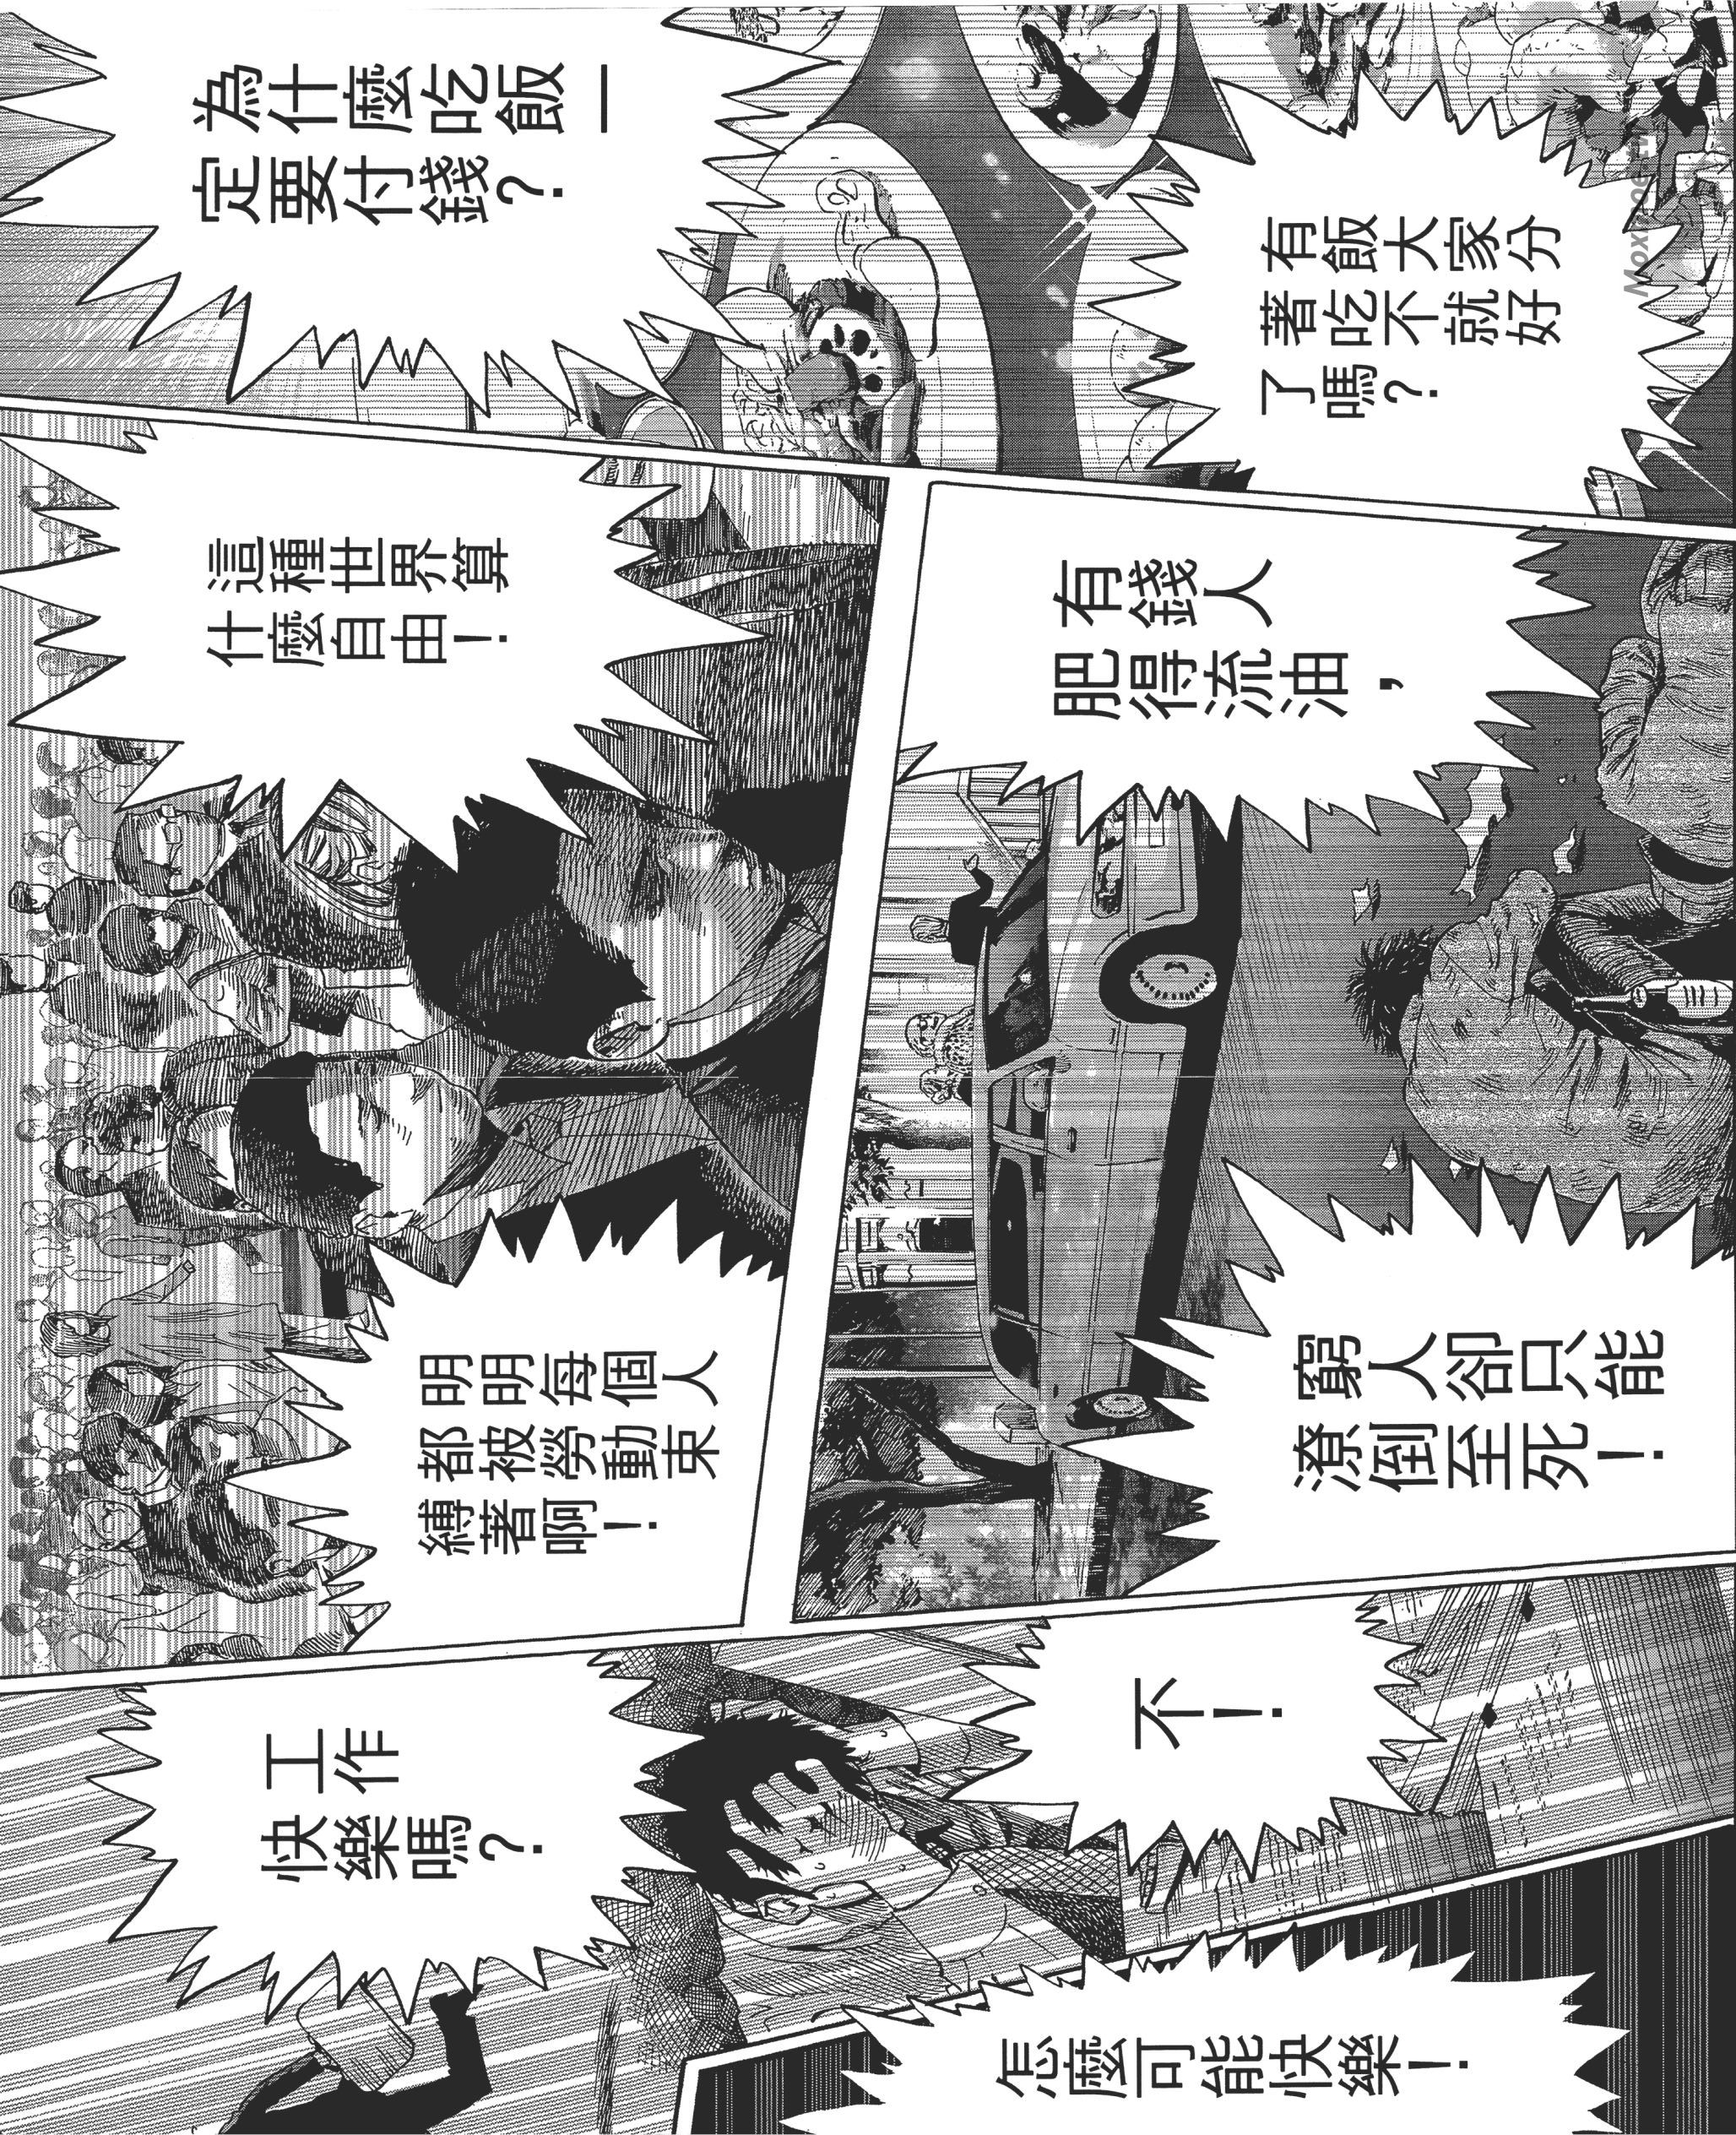 為什麼吃飯一
定要付錢?
有飯大家分
著吃不就好
了嗎?
這種世界算
什麼自由!
明明每個人
都被勞動束
縛著啊!
有錢人
肥得流油,
窮人卻只能
潦倒至死!
工作
快樂嗎?
不!
怎麼可能快樂!